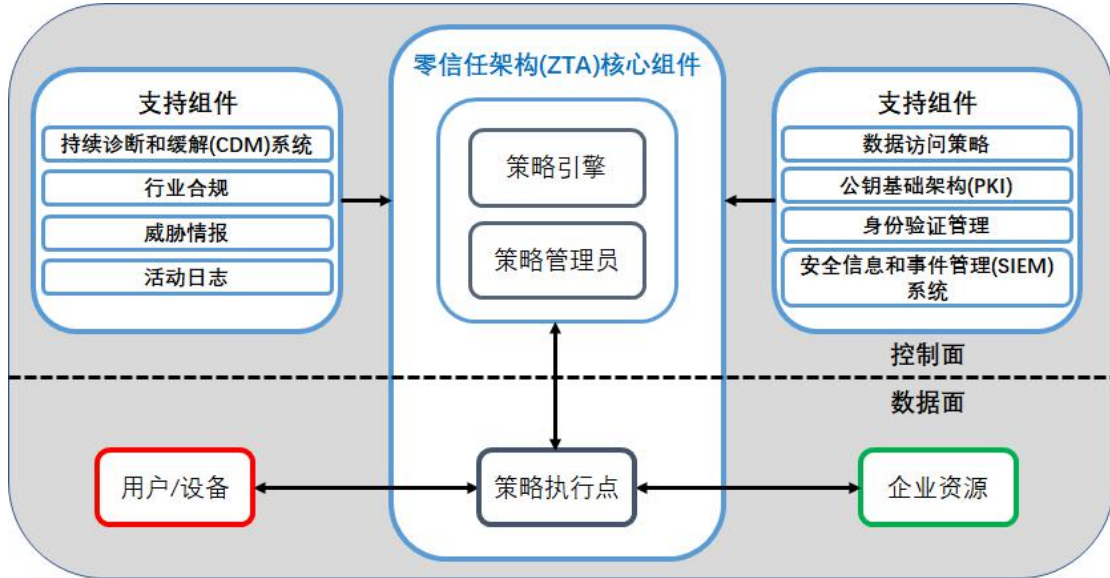 零信任架构(ZTA)核心组件
支持组件
持续诊断和缓解(CDM)系统
行业合规
威胁情报
活动日志
策略引擎
策略管理员
支持组件
数据访问策略
公钥基础架构(PKI)
身份验证管理
安全信息和事件管理(SIEM)
系统
控制面
数据面
用户/设备
策略执行点
企业资源